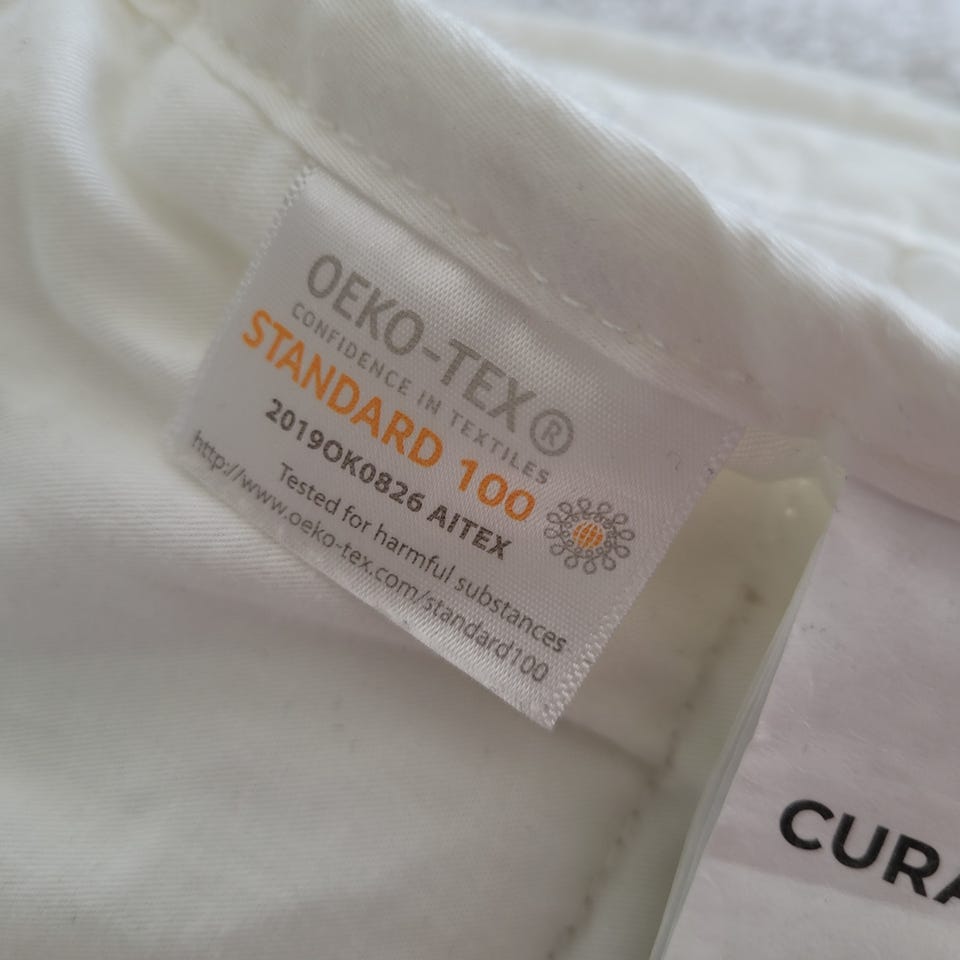 OEKO-TEX®
CONFIDENCE IN TEXTILES
STANDARD 100
2019OK0826 AITEX
Tested for harmful substances
http://www.oeko-tex.com/standard100
CURA